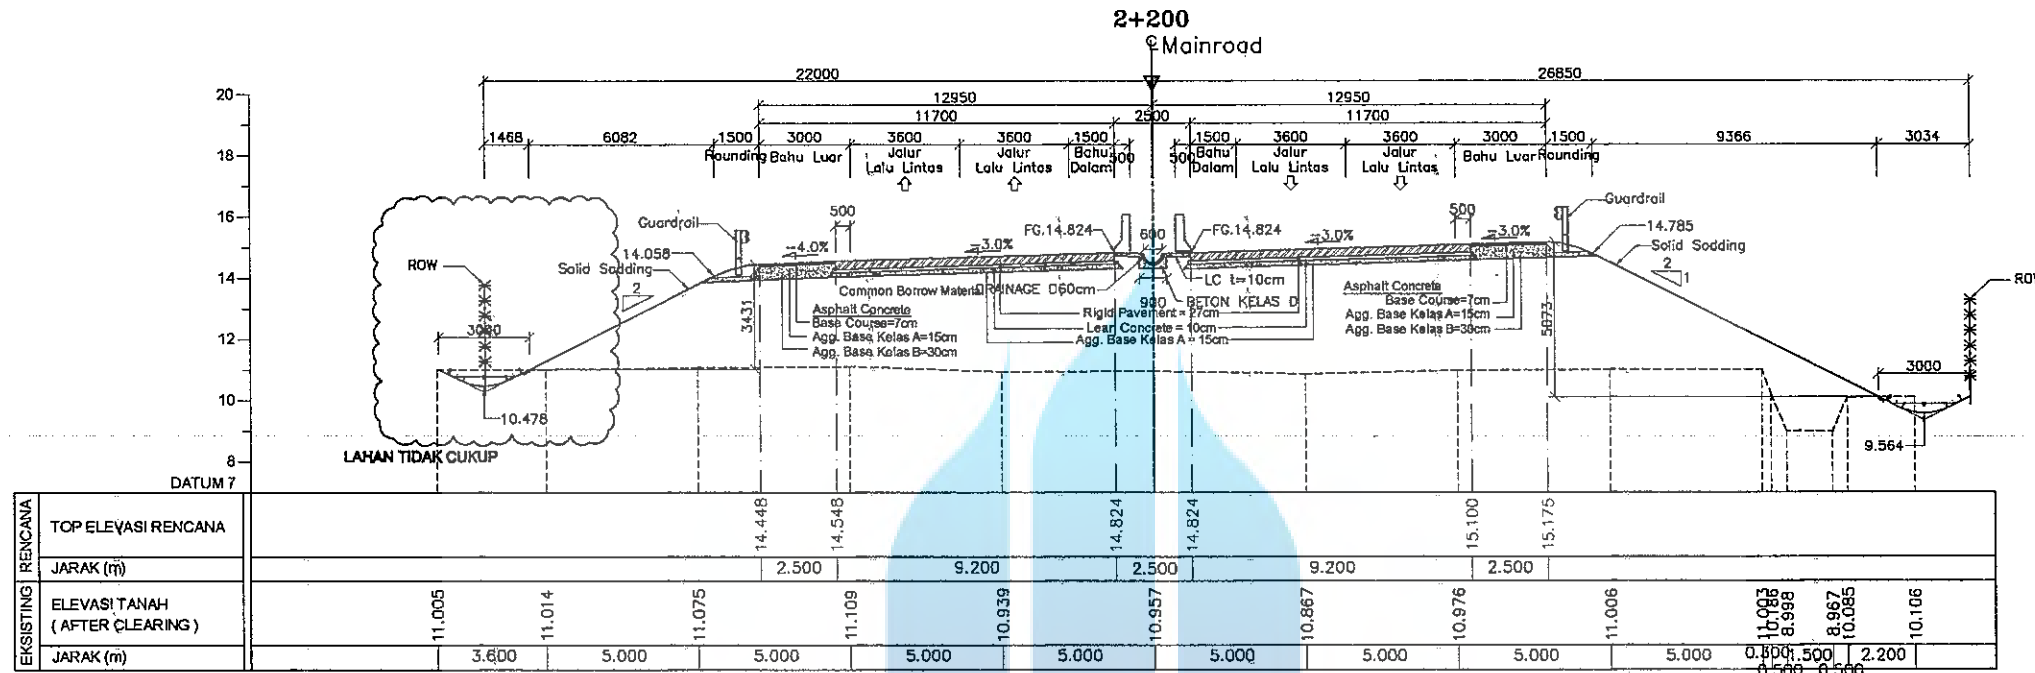 2+200
℄ Mainroad
22000 26850
20
12950 12950
11700 2500 11700
1468 6082 1500 3000 3600 3600 1500 1500 3600 3600 3000 1500 9366 3034
18
Rounding Bahu Luar Jalur Lalu Lintas Jalur Lalu Lintas Bahu Dalam 500 500 Bahu Dalam Jalur Lalu Lintas Jalur Lalu Lintas Bahu Luar Rounding
16
Guardrail 500 FG.14.824 600 FG.14.824 500 Guardrail
14.785
14.058 -4.0% -3.0% -3.0% -3.0% Solid Sodding
ROW Solid Sodding 2 2 1
14
Common Borrow Material DRAINAGE D60cm LC t=10cm
900 BETON KELAS D
3431 5073
Asphalt Concrete
Base Course=7cm
Agg. Base Kelas A=15cm
Agg. Base Kelas B=30cm
Rigid Pavement = 27cm
Lean Concrete = 10cm
Agg. Base Kelas A = 15cm
Asphalt Concrete
Base Course=7cm
Agg. Base Kelas A=15cm
Agg. Base Kelas B=30cm
12
3000 3000
10
10.478 9.564
LAHAN TIDAK CUKUP
8
DATUM 7
RENCANA
TOP ELEVASI RENCANA 14.448 14.548 14.824 14.824 15.100 15.175
JARAK (m) 2.500 9.200 2.500 9.200 2.500
EKSISTING
ELEVASI TANAH
( AFTER CLEARING )
11.005 11.014 11.075 11.109 10.939 10.957 10.867 10.976 11.006 11.003 10.186 8.998 8.967 10.085 10.106
JARAK (m) 3.600 5.000 5.000 5.000 5.000 5.000 5.000 5.000 5.000 1.500 2.200